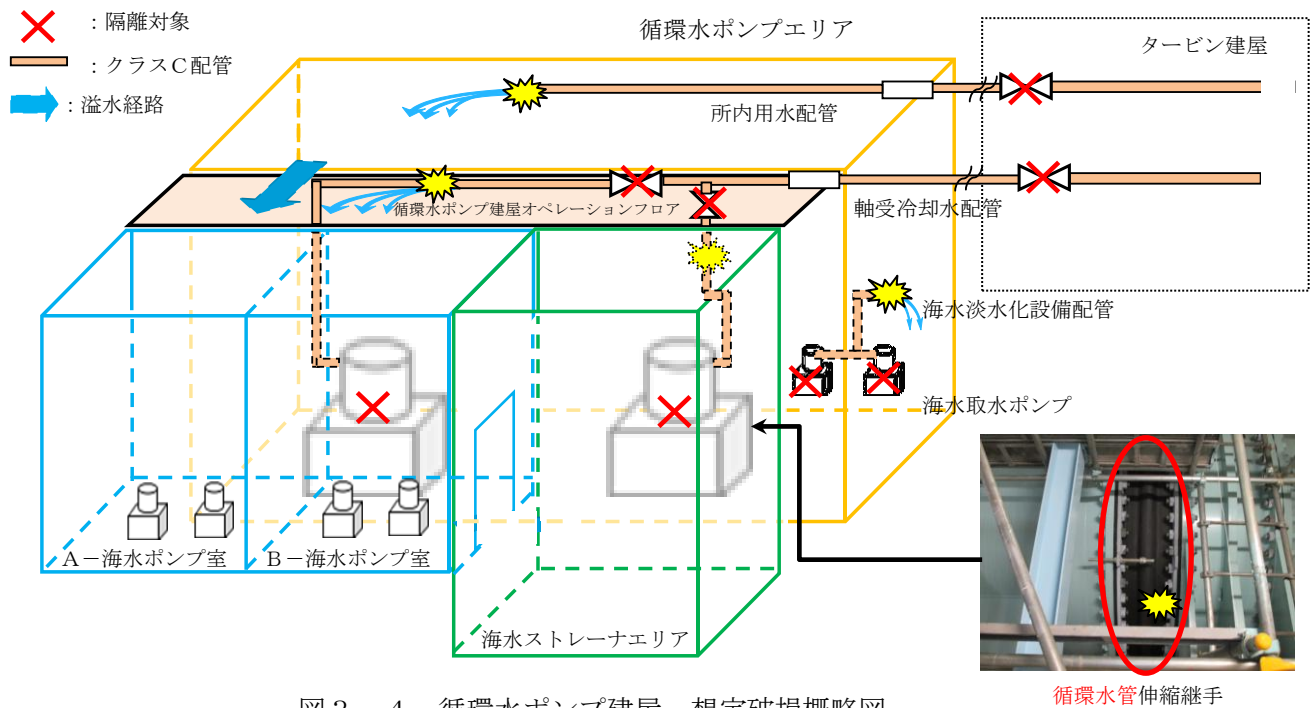 ：隔離対象
：クラスＣ配管
：溢水経路
循環水ポンプエリア
タービン建屋
所内用水配管
循環水ポンプ建屋オペレーションフロア
軸受冷却水配管
海水淡水化設備配管
海水取水ポンプ
Ａ－海水ポンプ室
Ｂ－海水ポンプ室
海水ストレーナエリア
循環水管伸縮継手